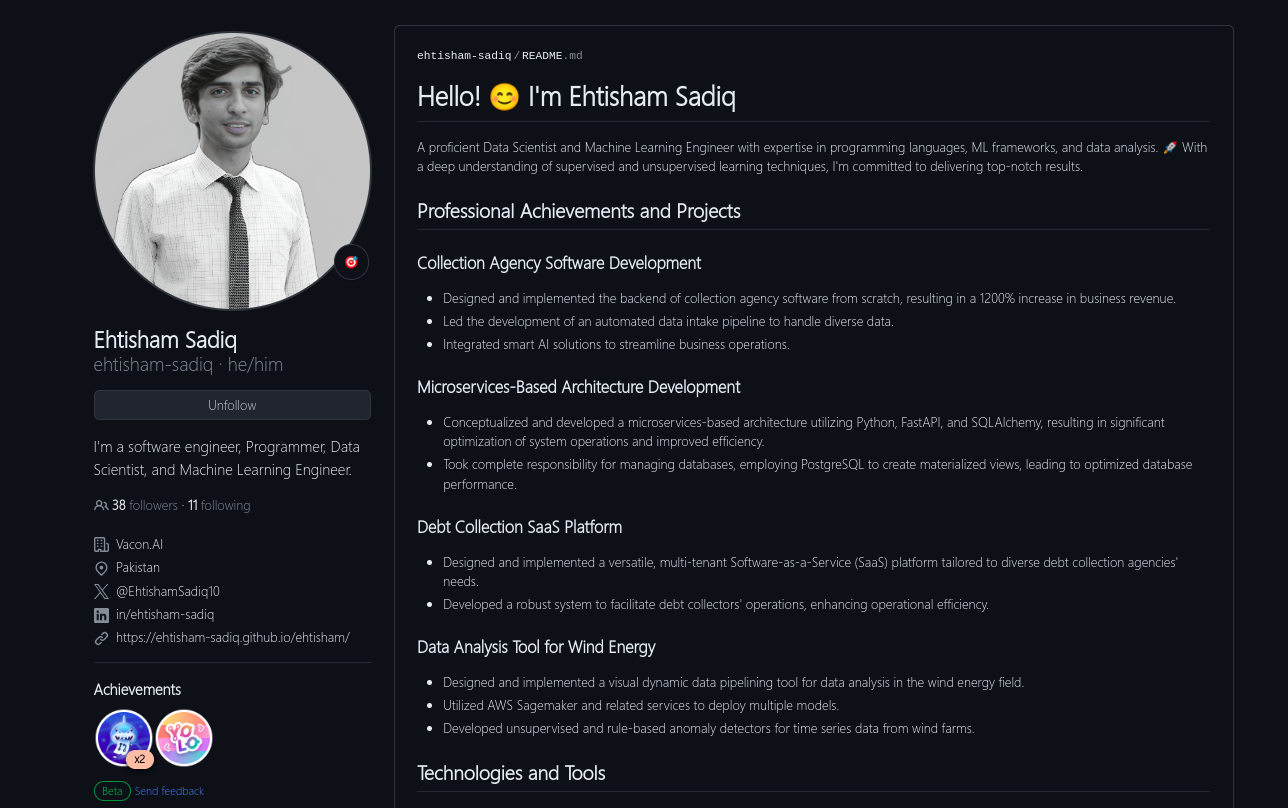 Ehtisham Sadiq
ehtisham-sadiq · he/him
Unfollow
I'm a software engineer, Programmer, Data
Scientist, and Machine Learning Engineer.
38 followers · 11 following
Vacon.AI
Pakistan
@EhtishamSadiq10
in/ehtisham-sadiq
https://ehtisham-sadiq.github.io/ehtisham/
Achievements
x2
YOLO
Beta Send feedback
ehtisham-sadiq/README.md
Hello! 😊 I'm Ehtisham Sadiq
A proficient Data Scientist and Machine Learning Engineer with expertise in programming languages, ML frameworks, and data analysis. 🚀 With
a deep understanding of supervised and unsupervised learning techniques, I'm committed to delivering top-notch results.
Professional Achievements and Projects
Collection Agency Software Development
• Designed and implemented the backend of collection agency software from scratch, resulting in a 1200% increase in business revenue.
• Led the development of an automated data intake pipeline to handle diverse data.
• Integrated smart AI solutions to streamline business operations.
Microservices-Based Architecture Development
• Conceptualized and developed a microservices-based architecture utilizing Python, FastAPI, and SQLAlchemy, resulting in significant
optimization of system operations and improved efficiency.
• Took complete responsibility for managing databases, employing PostgreSQL to create materialized views, leading to optimized database
performance.
Debt Collection SaaS Platform
• Designed and implemented a versatile, multi-tenant Software-as-a-Service (SaaS) platform tailored to diverse debt collection agencies'
needs.
• Developed a robust system to facilitate debt collectors' operations, enhancing operational efficiency.
Data Analysis Tool for Wind Energy
• Designed and implemented a visual dynamic data pipelining tool for data analysis in the wind energy field.
• Utilized AWS Sagemaker and related services to deploy multiple models.
• Developed unsupervised and rule-based anomaly detectors for time series data from wind farms.
Technologies and Tools